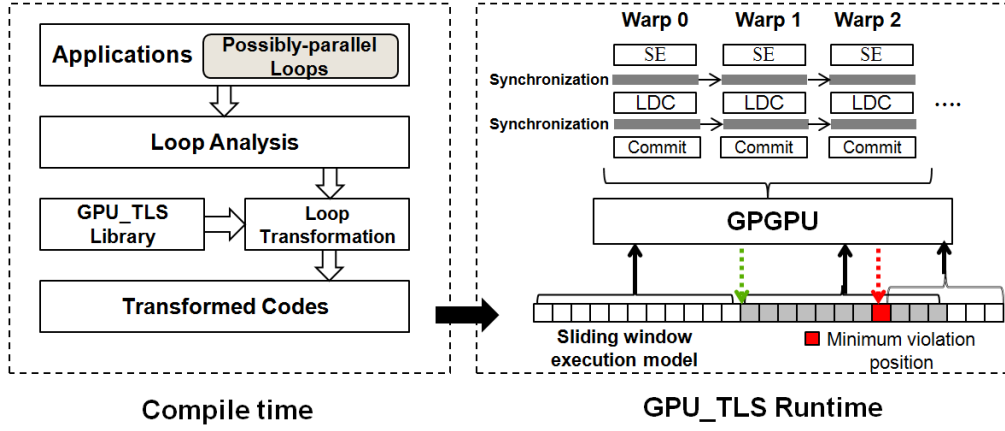 Applications
Possibly-parallel
Loops
Loop Analysis
GPU_TLS
Library
Loop
Transformation
Transformed Codes
Compile time
Warp 0 Warp 1 Warp 2
SE SE SE
Synchronization
LDC LDC LDC ....
Synchronization
Commit Commit Commit
GPGPU
Sliding window
execution model
Minimum violation
position
GPU_TLS Runtime